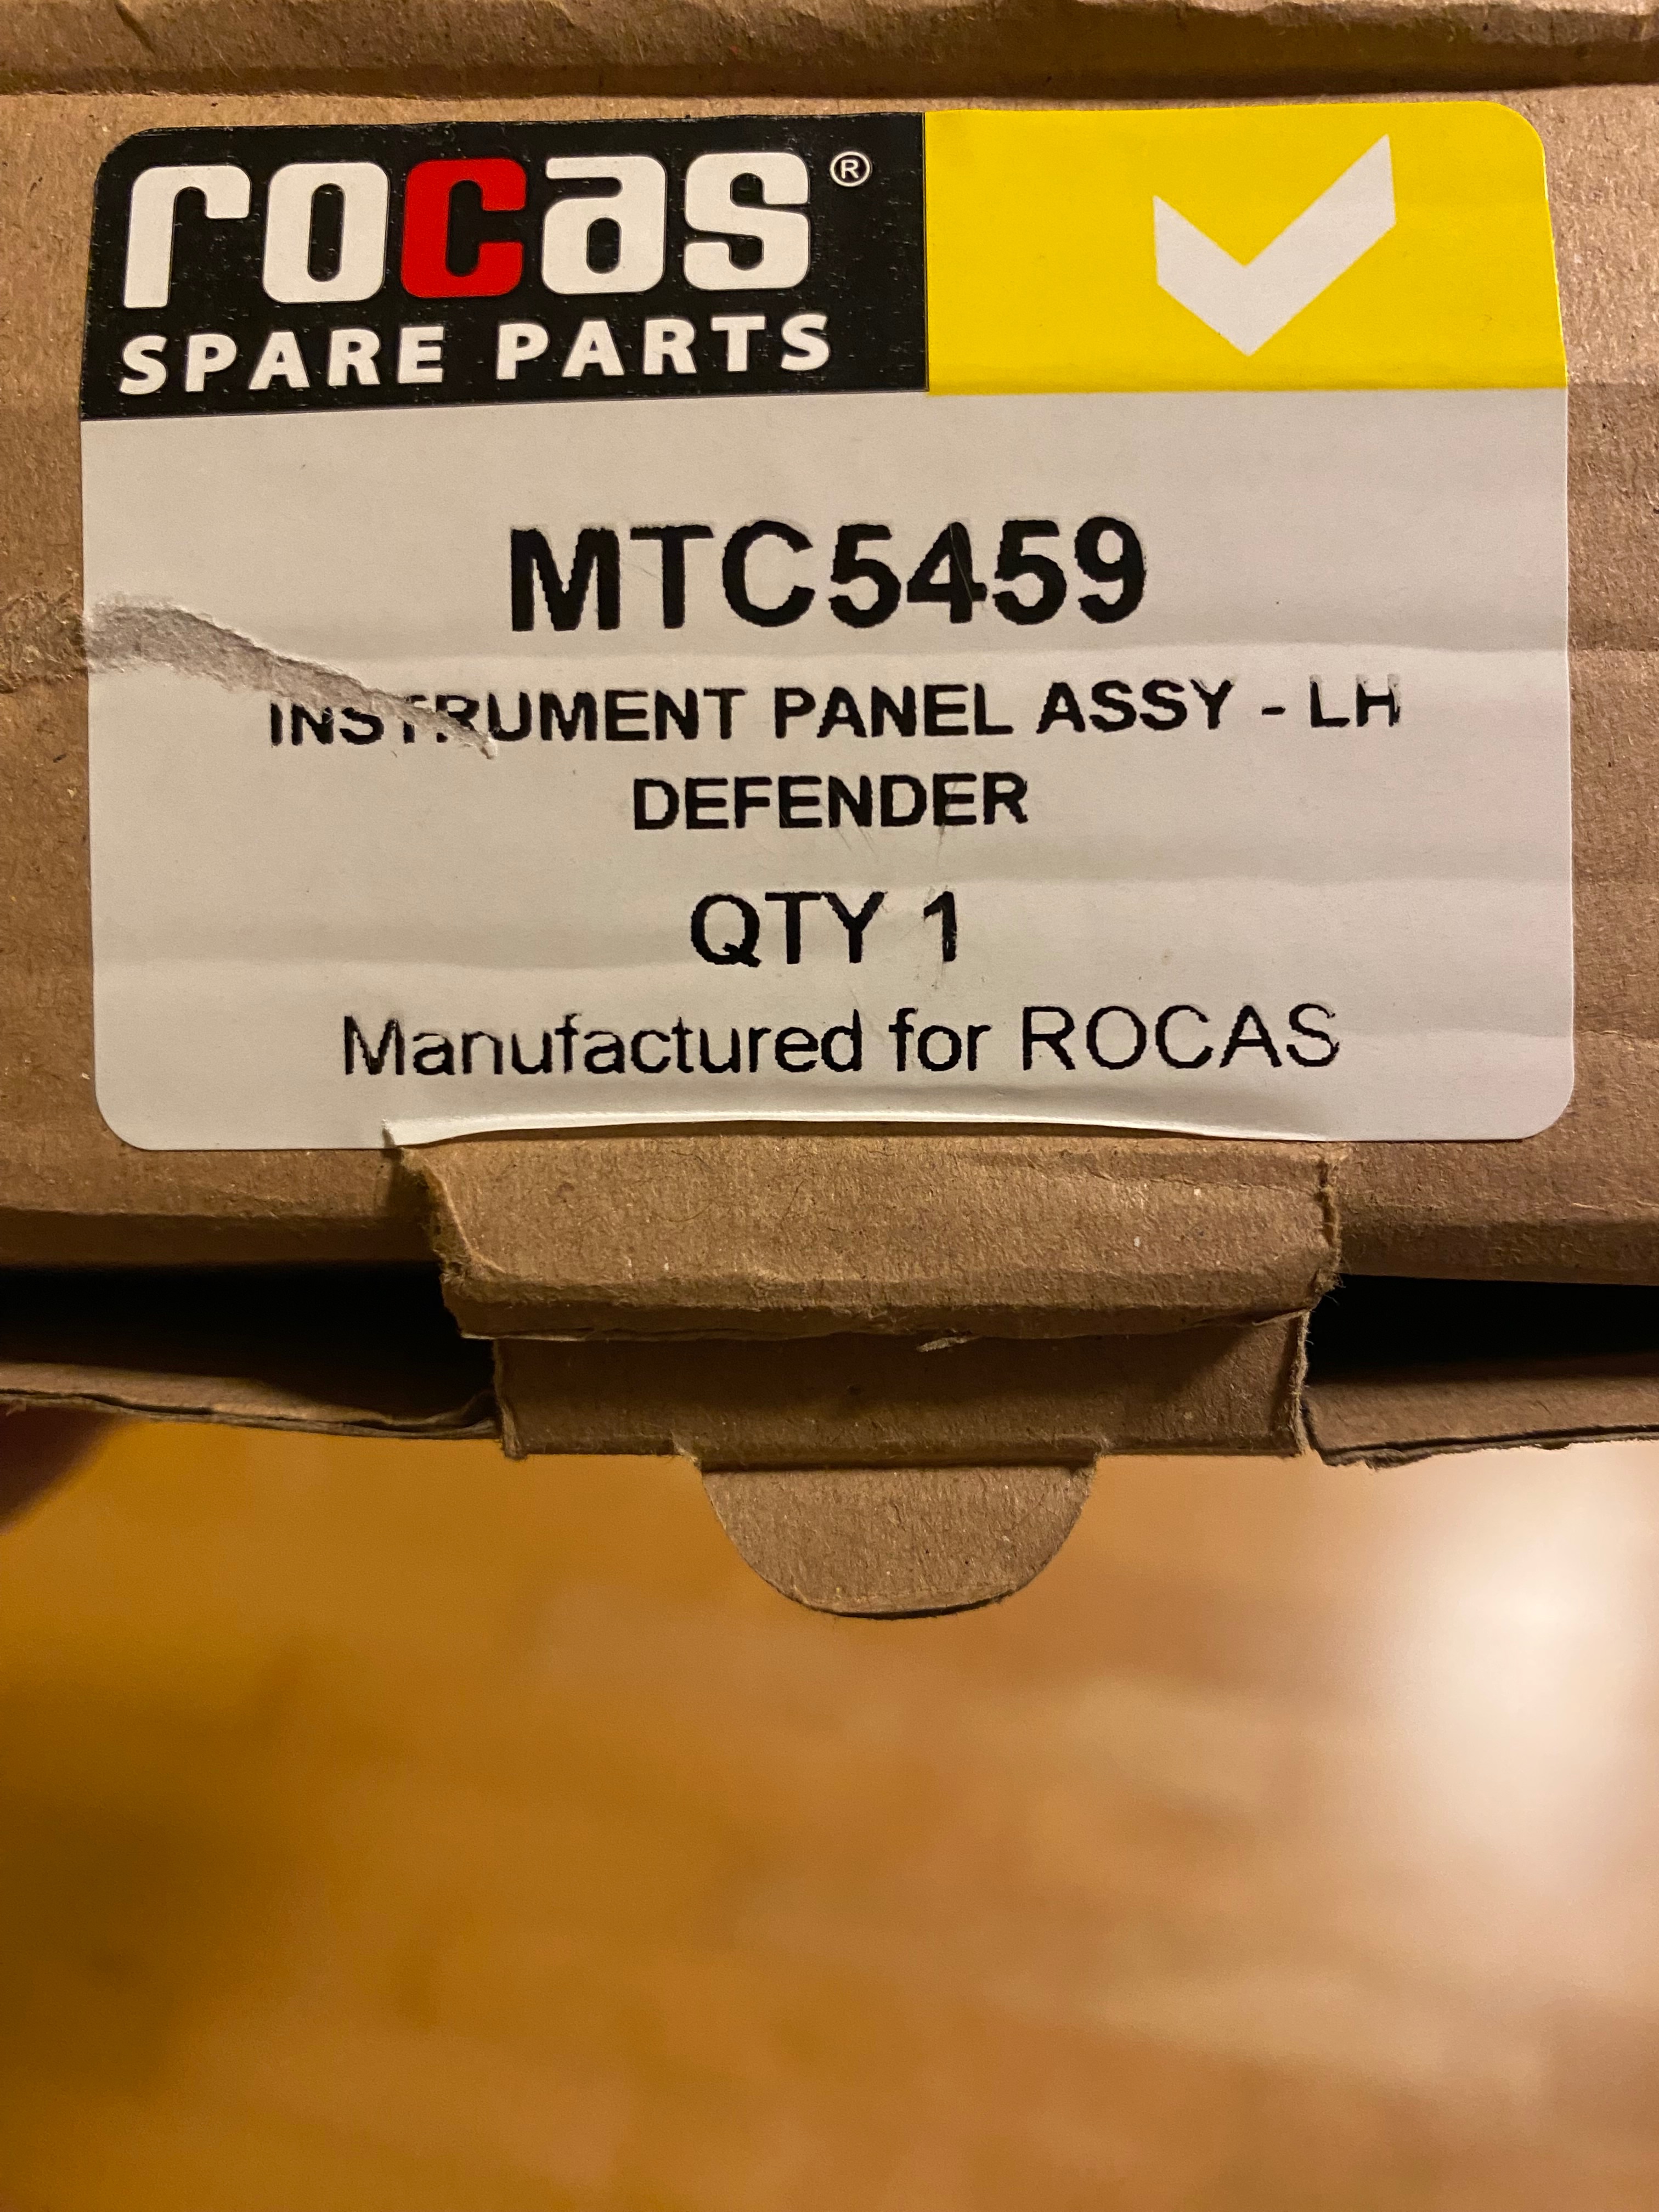 rocas®
SPARE PARTS
MTC5459
INSTRUMENT PANEL ASSY - LH
DEFENDER
QTY 1
Manufactured for ROCAS